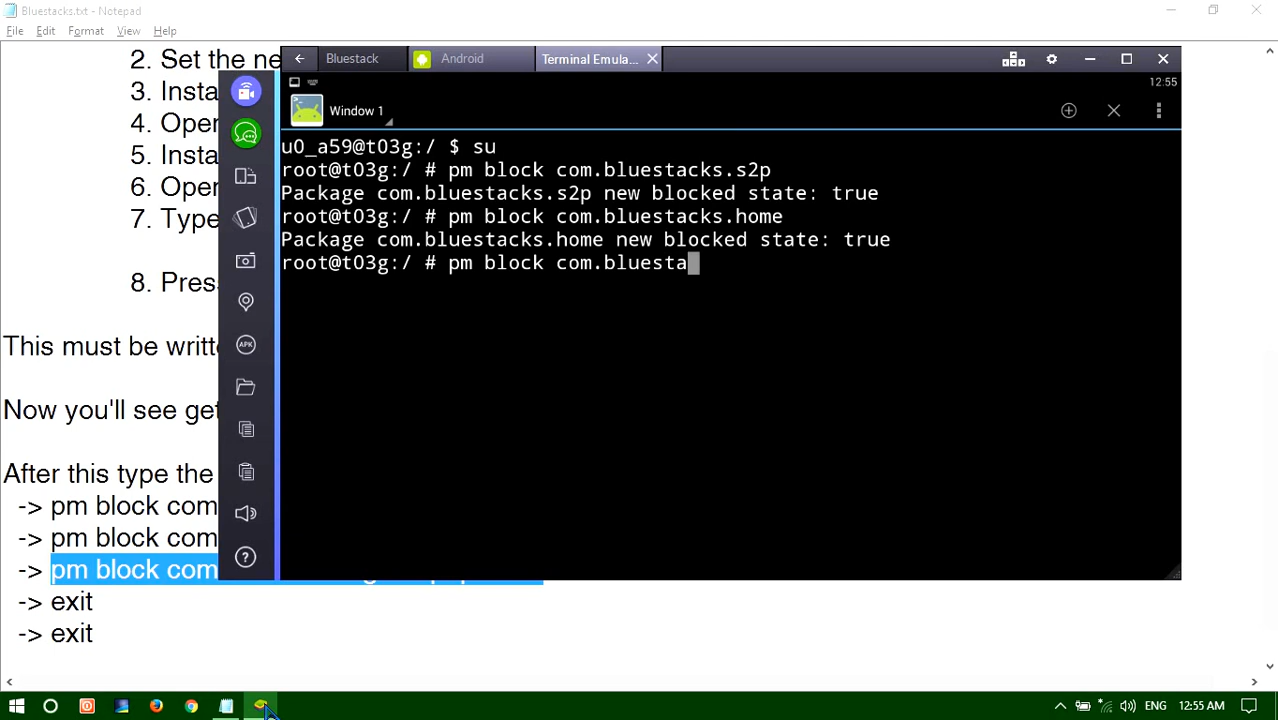 Bluestacks.txt - Notepad
File Edit Format View Help
2. Set the ne
3. Insta
4. Oper
5. Insta
6. Oper
7. Type
8. Pres
This must be writte
Now you'll see get
After this type the
-> pm block com
-> pm block com
-> pm block com
-> exit
-> exit
Bluestack Android Terminal Emula...
12:55
Window 1
APK
u0_a59@t03g:/ $ su
root@t03g:/ # pm block com.bluestacks.s2p
Package com.bluestacks.s2p new blocked state: true
root@t03g:/ # pm block com.bluestacks.home
Package com.bluestacks.home new blocked state: true
root@t03g:/ # pm block com.bluesta
ENG 12:55 AM